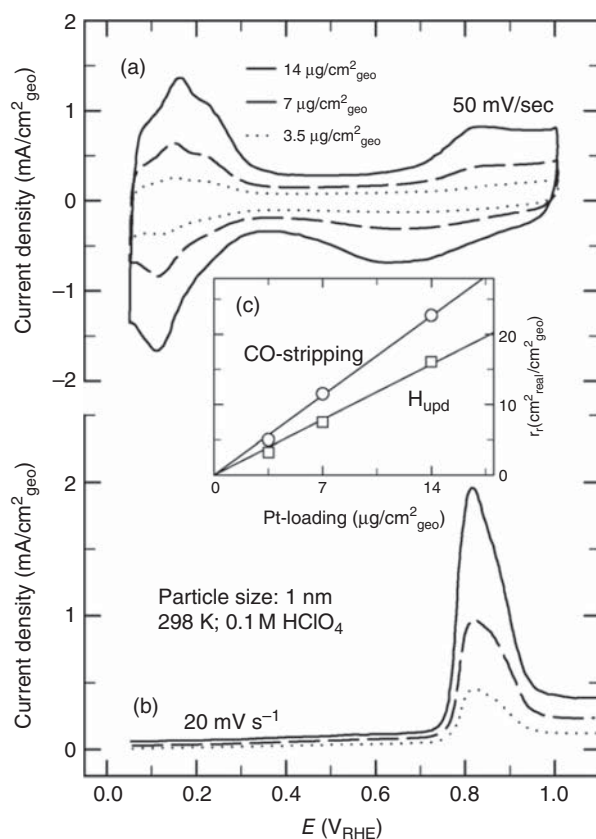 2
(a)
14 μg/cm²geo
7 μg/cm²geo
3.5 μg/cm²geo
50 mV/sec
1
0
−1
−2
Current density (mA/cm²geo)
(c)
CO-stripping
Hupd
20
10
0
rr(cm²real/cm²geo)
0 7 14
Pt-loading (μg/cm²geo)
2
1
0
Current density (mA/cm²geo)
Particle size: 1 nm
298 K; 0.1 M HClO4
(b)
20 mV s⁻¹
0.0 0.2 0.4 0.6 0.8 1.0
E (VRHE)